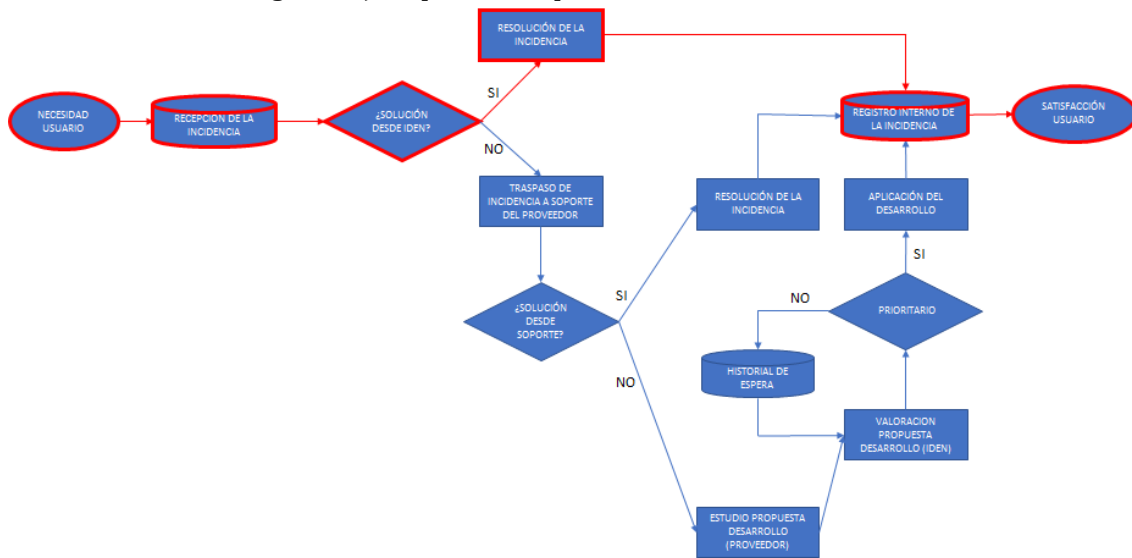 RESOLUCIÓN DE LA
INCIDENCIA
NECESIDAD
USUARIO
RECEPCION DE LA
INCIDENCIA
¿SOLUCIÓN
DESDE IDEN?
SI
NO
REGISTRO INTERNO DE
LA INCIDENCIA
SATISFACCIÓN
USUARIO
TRASPASO DE
INCIDENCIA A SOPORTE
DEL PROVEEDOR
RESOLUCIÓN DE LA
INCIDENCIA
APLICACIÓN DEL
DESARROLLO
SI
¿SOLUCIÓN
DESDE
SOPORTE?
SI
NO
NO
PRIORITARIO
HISTORIAL DE
ESPERA
VALORACION
PROPUESTA
DESARROLLO (IDEN)
ESTUDIO PROPUESTA
DESARROLLO
(PROVEEDOR)